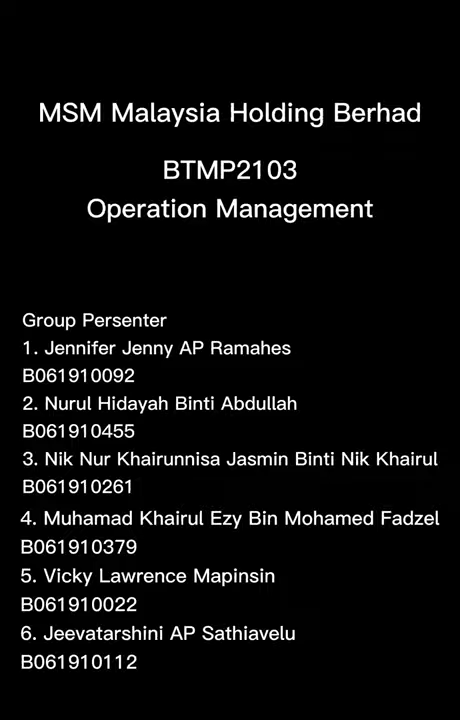 MSM Malaysia Holding Berhad
BTMP2103
Operation Management
Group Persenter
1. Jennifer Jenny AP Ramahes
B061910092
2. Nurul Hidayah Binti Abdullah
B061910455
3. Nik Nur Khairunnisa Jasmin Binti Nik Khairul
B061910261
4. Muhamad Khairul Ezy Bin Mohamed Fadzel
B061910379
5. Vicky Lawrence Mapinsin
B061910022
6. Jeevatarshini AP Sathiavelu
B061910112